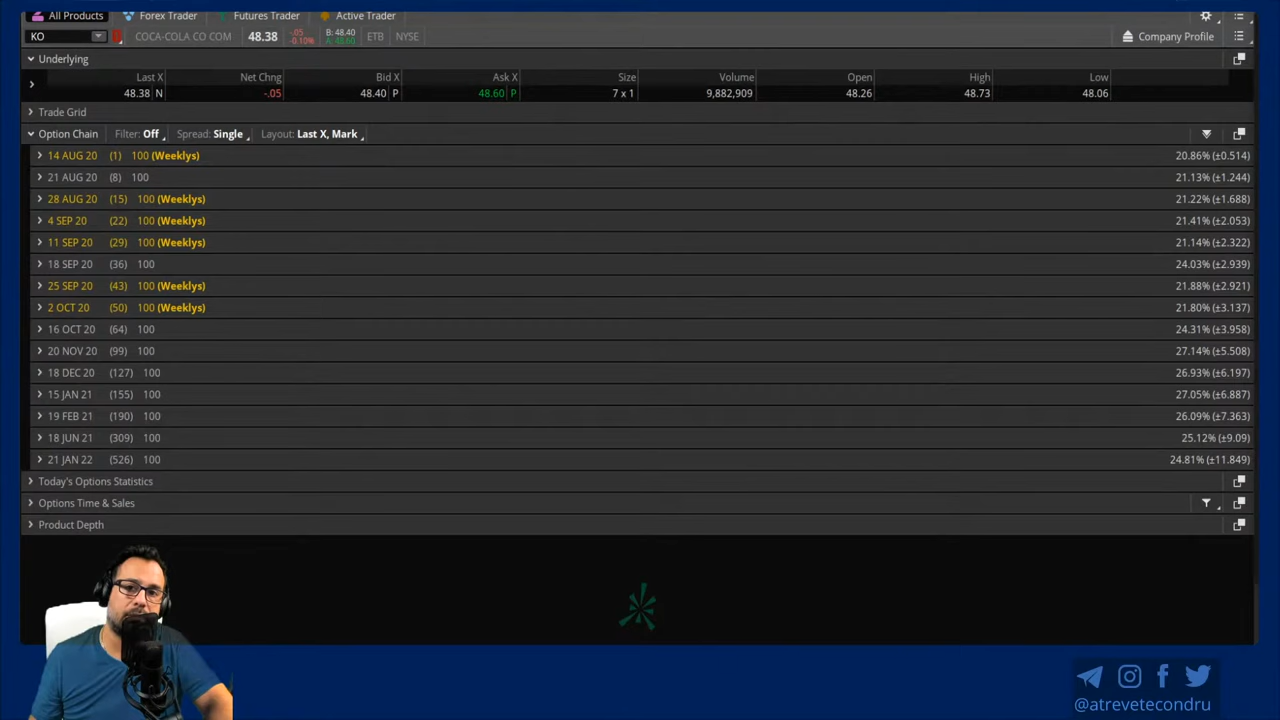 All Products Forex Trader Futures Trader Active Trader
KO COCA-COLA CO COM 48.38 -.05 -0.10% B: 48.40 A: 48.60 ETB NYSE Company Profile
Underlying
Last X Net Chng Bid X Ask X Size Volume Open High Low
48.38 N -.05 48.40 P 48.60 P 7 x 1 9,882,909 48.26 48.73 48.06
Trade Grid
Option Chain Filter: Off Spread: Single Layout: Last X, Mark
14 AUG 20 (1) 100 (Weeklys) 20.86% (±0.514)
21 AUG 20 (8) 100 21.13% (±1.244)
28 AUG 20 (15) 100 (Weeklys) 21.22% (±1.688)
4 SEP 20 (22) 100 (Weeklys) 21.41% (±2.053)
11 SEP 20 (29) 100 (Weeklys) 21.14% (±2.322)
18 SEP 20 (36) 100 24.03% (±2.939)
25 SEP 20 (43) 100 (Weeklys) 21.88% (±2.921)
2 OCT 20 (50) 100 (Weeklys) 21.80% (±3.137)
16 OCT 20 (64) 100 24.31% (±3.958)
20 NOV 20 (99) 100 27.14% (±5.508)
18 DEC 20 (127) 100 26.93% (±6.197)
15 JAN 21 (155) 100 27.05% (±6.887)
19 FEB 21 (190) 100 26.09% (±7.363)
18 JUN 21 (309) 100 25.12% (±9.09)
21 JAN 22 (526) 100 24.81% (±11.849)
Today's Options Statistics
Options Time & Sales
Product Depth
@atrevetecondru